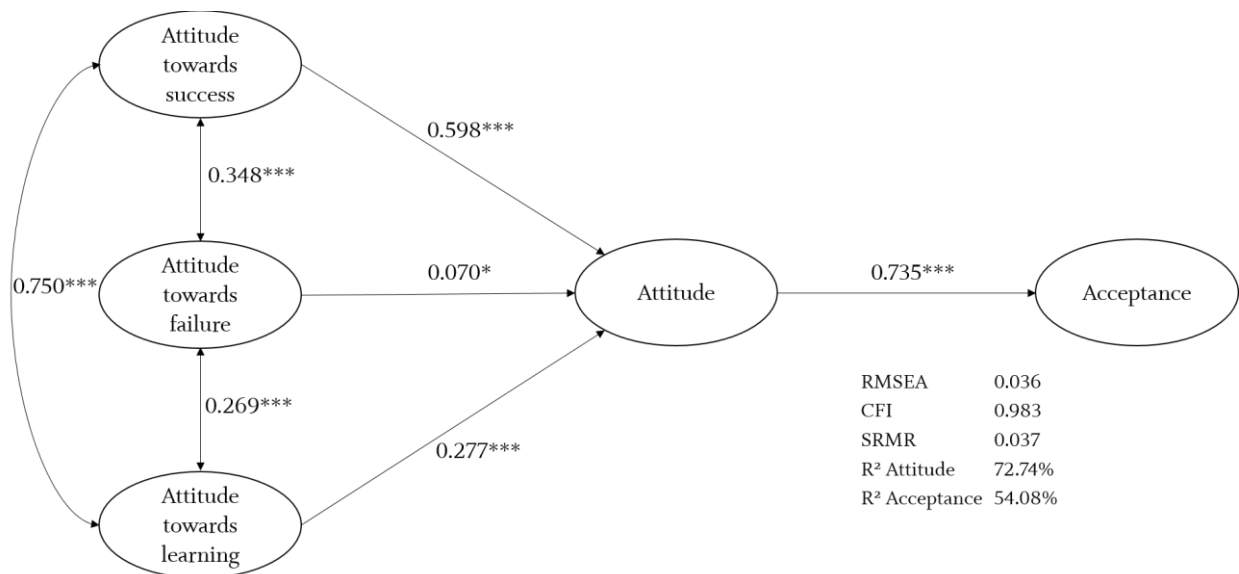 Attitude
towards
success
0.598***
0.348***
0.750***
Attitude
towards
failure
0.070*
Attitude
0.735***
Acceptance
0.269***
0.277***
Attitude
towards
learning
RMSEA 0.036
CFI 0.983
SRMR 0.037
R² Attitude 72.74%
R² Acceptance 54.08%